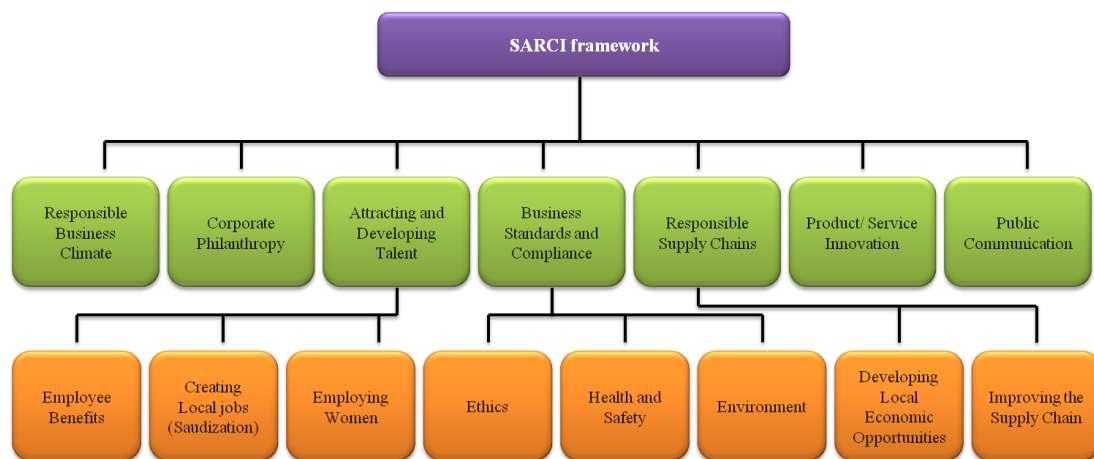 SARCI framework
Responsible
Business
Climate
Corporate
Philanthropy
Attracting and
Developing
Talent
Business
Standards and
Compliance
Responsible
Supply Chains
Product/ Service
Innovation
Public
Communication
Employee
Benefits
Creating
Local jobs
(Saudization)
Employing
Women
Ethics
Health and
Safety
Environment
Developing
Local
Economic
Opportunities
Improving the
Supply Chain